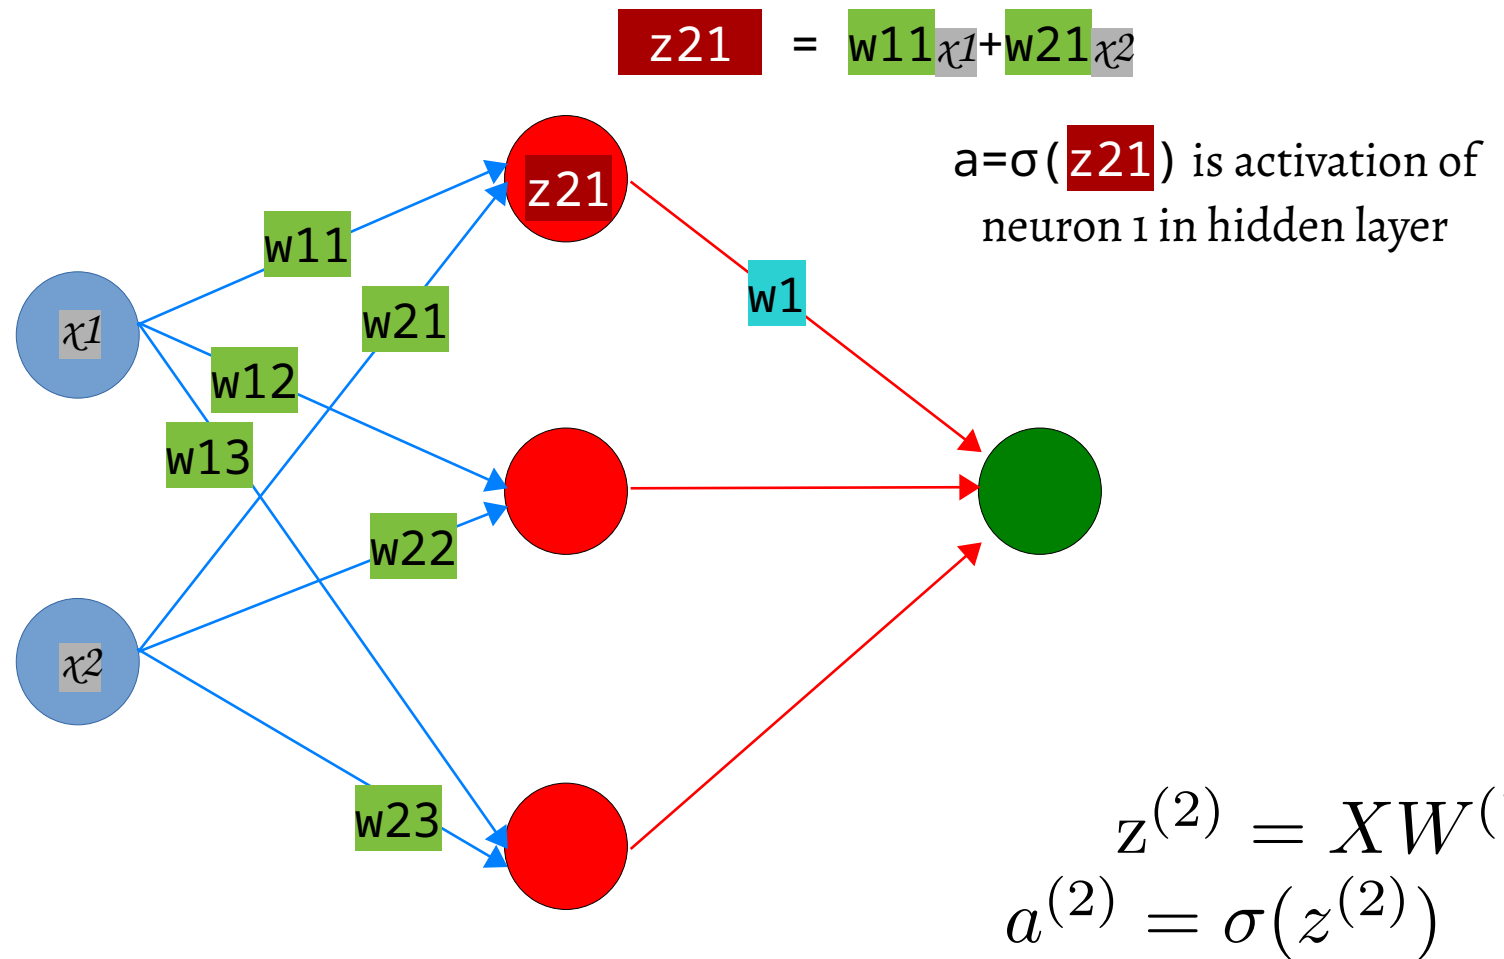 z21 = w11x1+w21x2
a=σ(z21) is activation of
neuron 1 in hidden layer
z21
w11
w1
x1
w21
w12
w13
w22
x2
w23
z^(2) = XW^(
a^(2) = σ(z^(2))